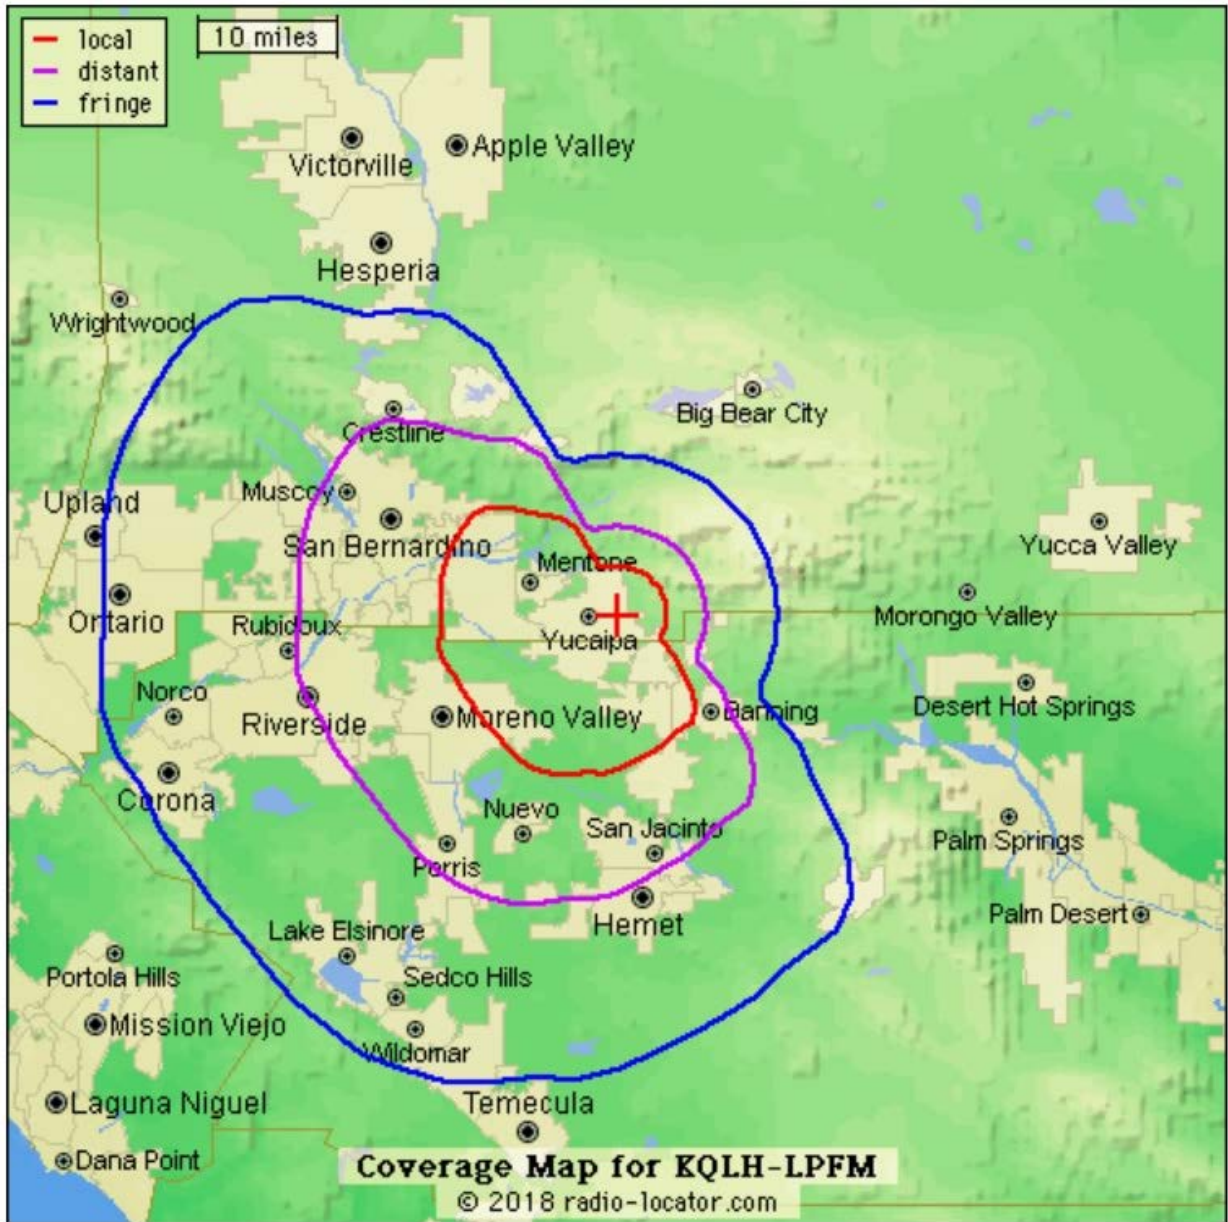 local
10 miles
distant
fringe
Victorville
Apple Valley
Hesperia
Wrightwood
Big Bear City
Crestline
Muscoy
Upland
San Bernardino
Yucca Valley
Mentone
Ontario
Rubidoux
Yucaipa
Morongo Valley
Norco
Riverside
Moreno Valley
Banning
Desert Hot Springs
Corona
Nuevo
San Jacinto
Palm Springs
Perris
Hemet
Palm Desert
Lake Elsinore
Portola Hills
Sedco Hills
Mission Viejo
Wildomar
Laguna Niguel
Temecula
Dana Point
Coverage Map for KQLH-LPFM
© 2018 radio-locator.com